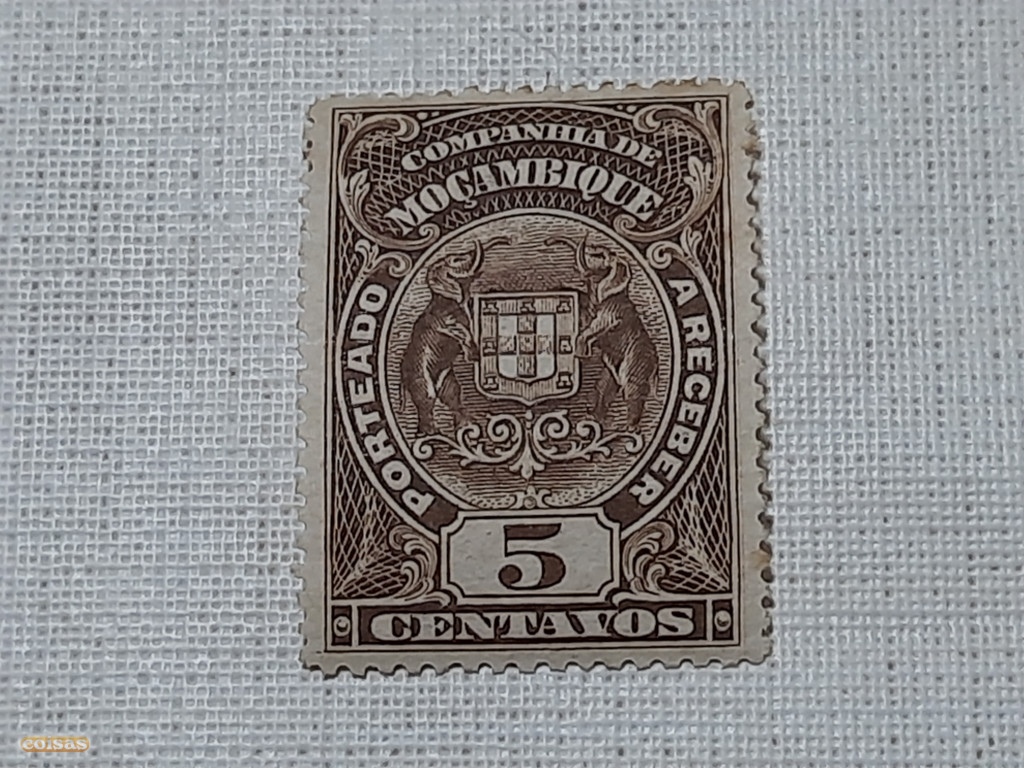 COMPANHIA DE
MOÇAMBIQUE
PORTEADO
A RECEBER
5
CENTAVOS
coisas